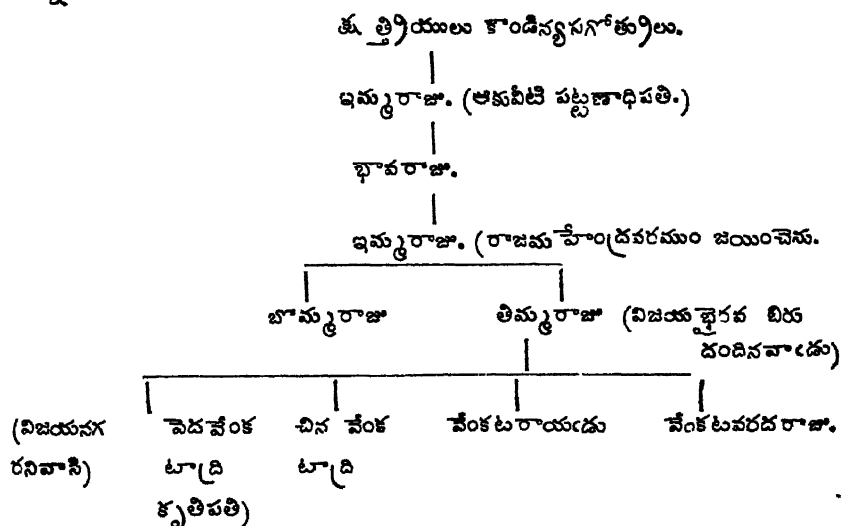 క్షత్త్రియులు కౌండిన్యసగోత్రులు.
ఇమ్మరాజు. (ఆకువీటి పట్టణాధిపతి.)
భావరాజు.
ఇమ్మరాజు. (రాజమహేంద్రవరముం జయించెను.
బొమ్మరాజు తిమ్మరాజు (విజయభైరవ బిరు
దందినవాఁడు)
(విజయనగ పెదవేంక చిన వేంక వేంకటరాయఁడు వేంకటవరదరాజు.
రనివాసి) టాద్రి టాద్రి
కృతిపతి)